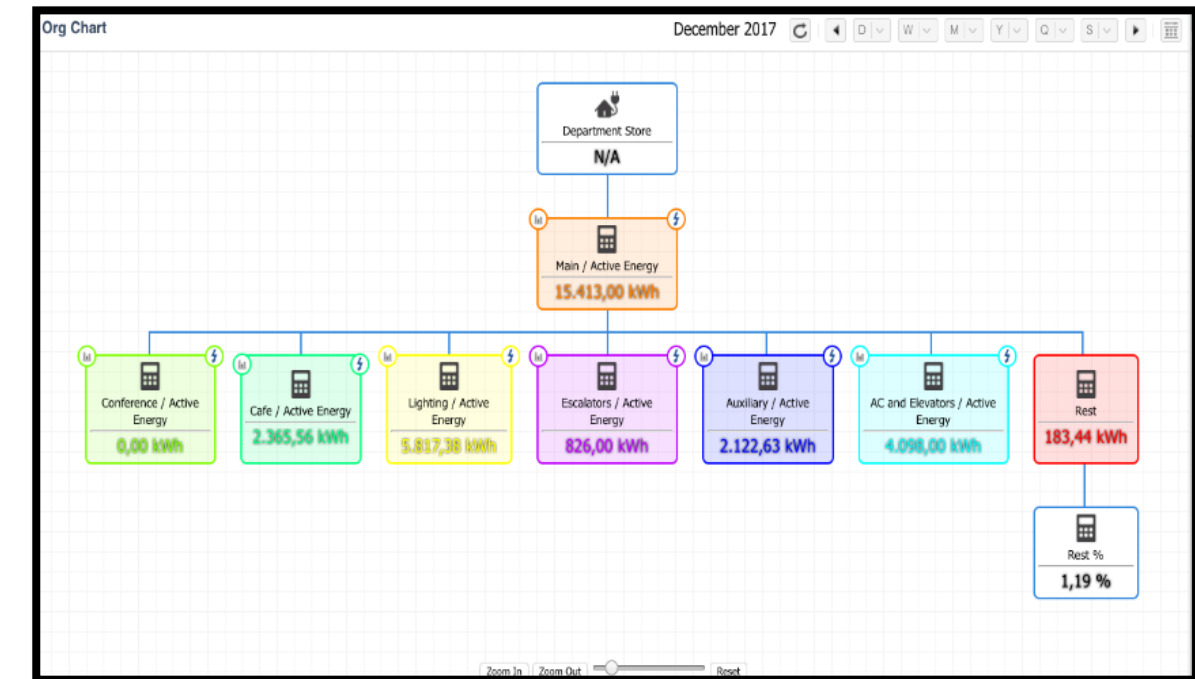 Org Chart
December 2017
D W M Y Q S
Department Store
N/A
Main / Active Energy
15.413,00 kWh
Conference / Active
Energy
0,00 kWh
Cafe / Active Energy
2.365,56 kWh
Lighting / Active
Energy
5.817,38 kWh
Escalators / Active
Energy
826,00 kWh
Auxiliary / Active
Energy
2.122,63 kWh
AC and Elevators / Active
Energy
4.098,00 kWh
Rest
183,44 kWh
Rest %
1,19 %
Zoom In Zoom Out Reset